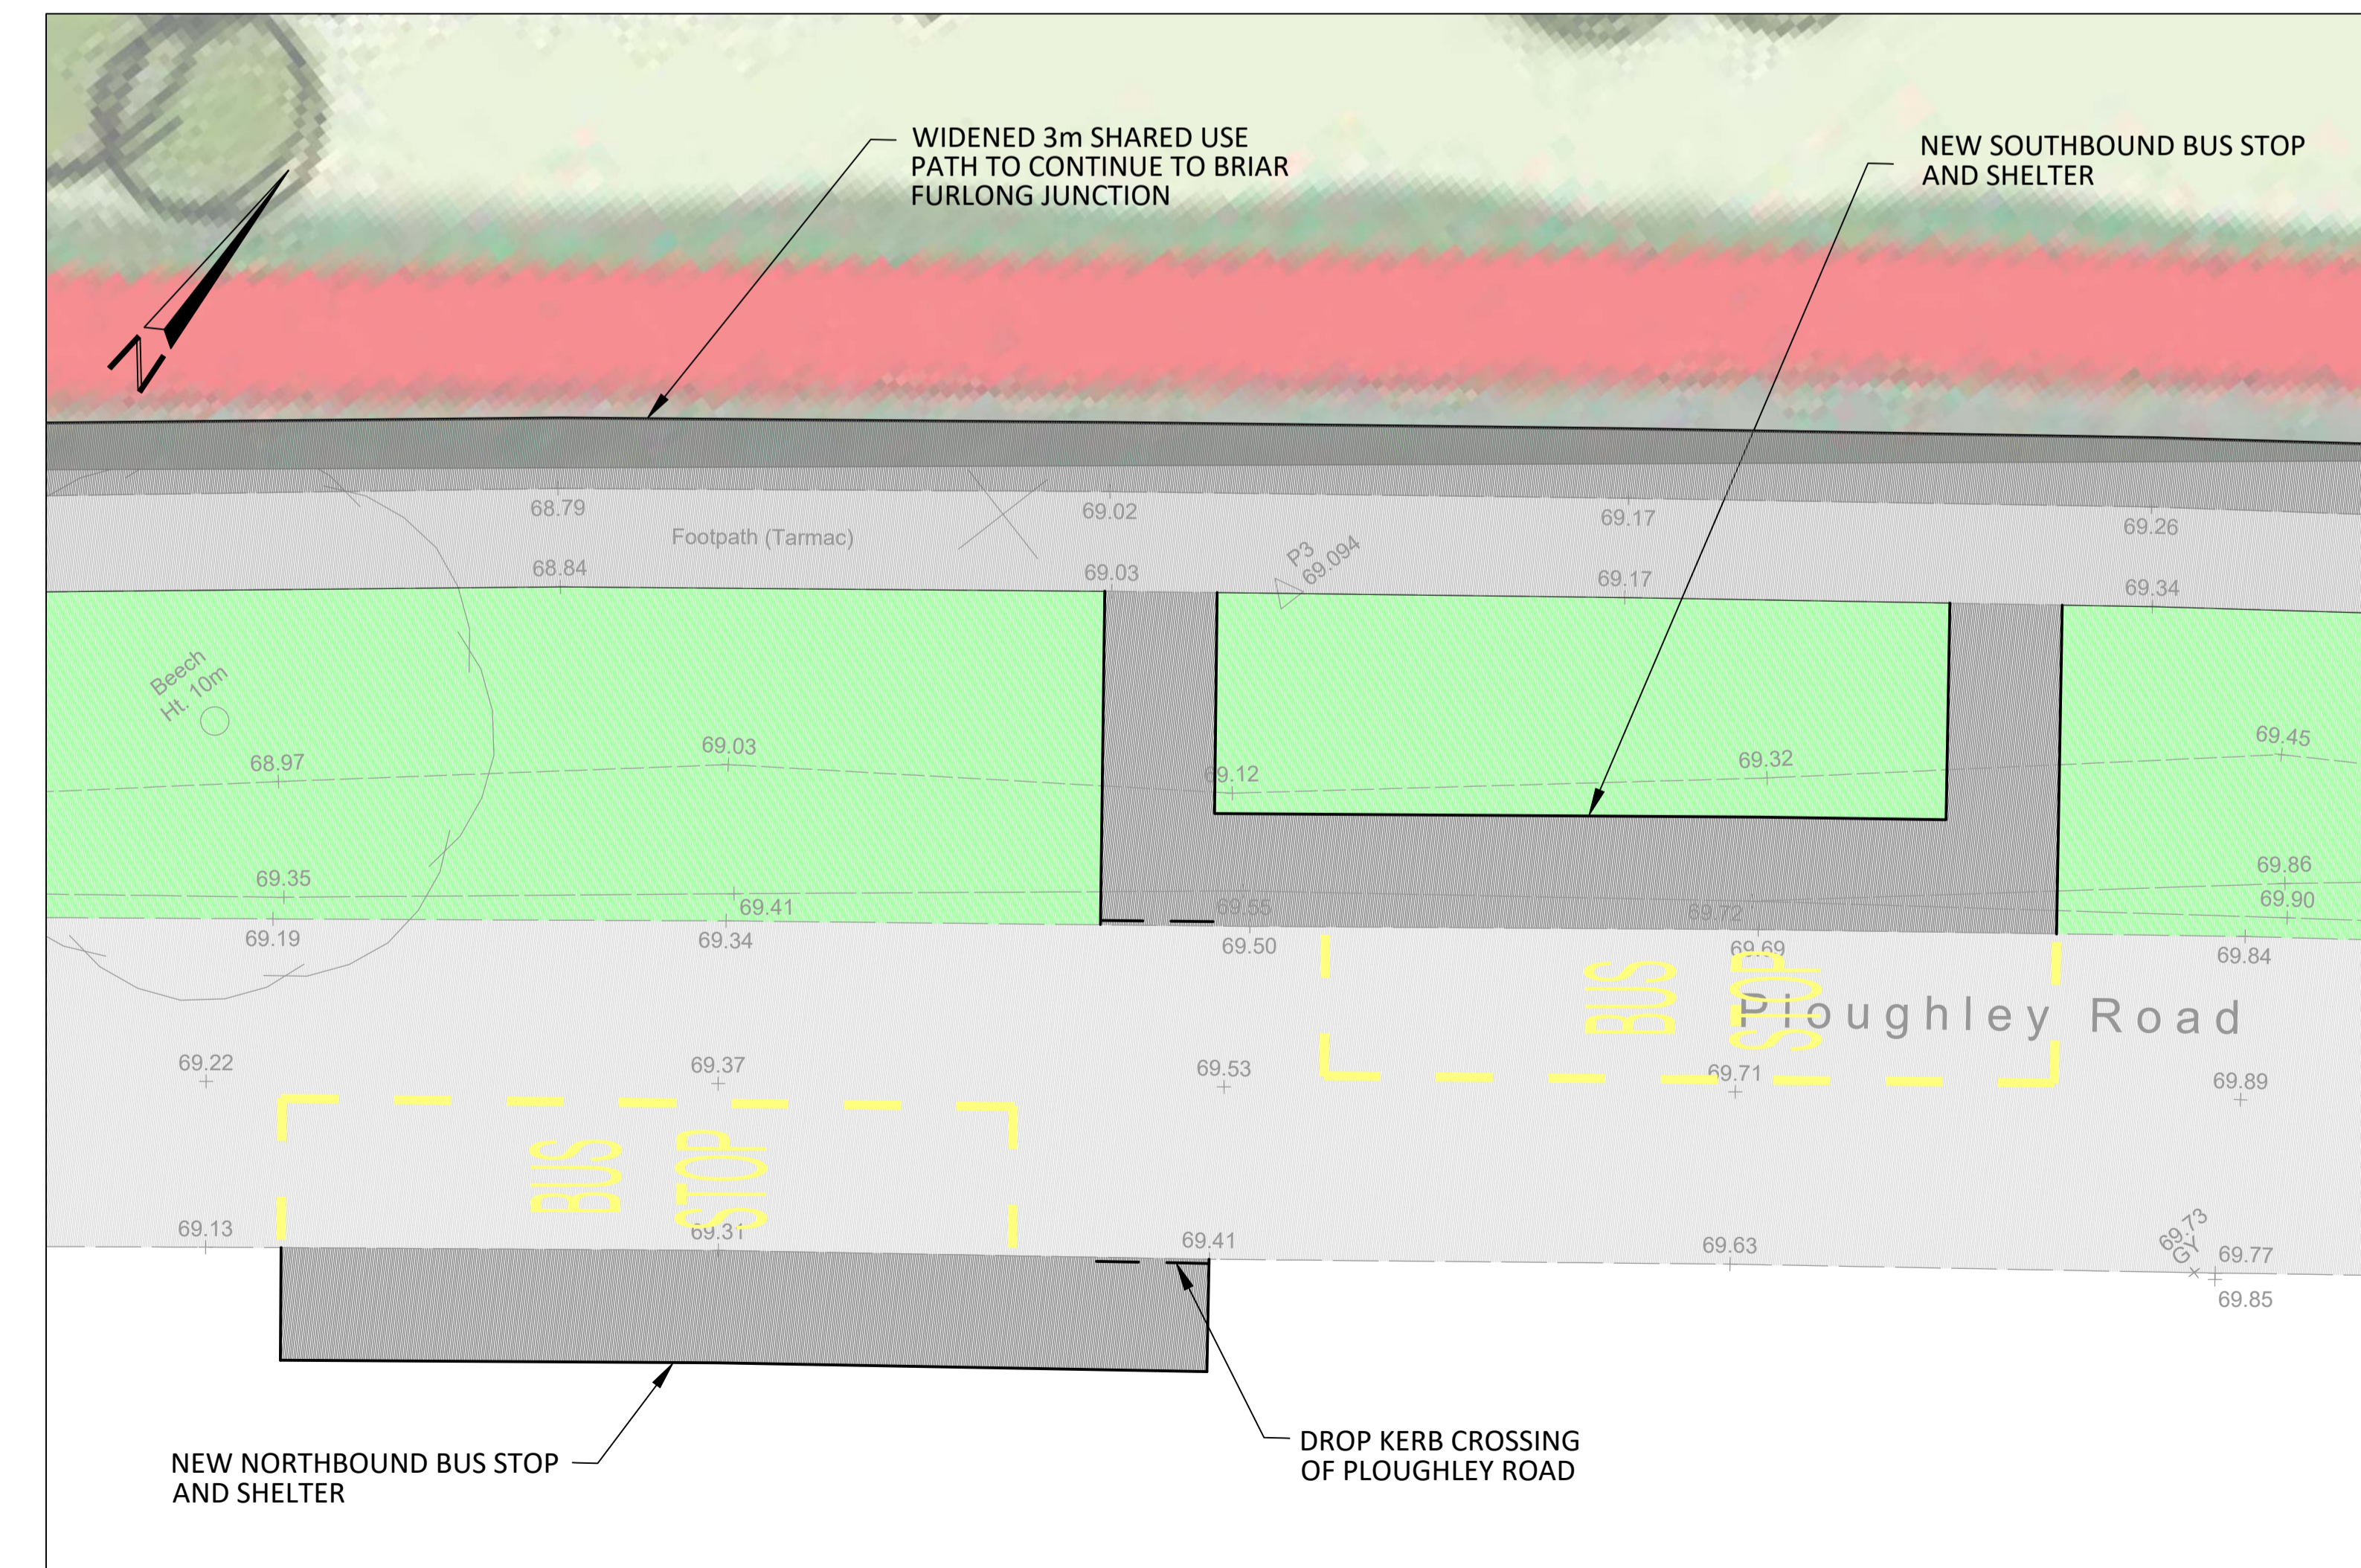 WIDENED 3m SHARED USE
PATH TO CONTINUE TO BRIAR
FURLONG JUNCTION
NEW SOUTHBOUND BUS STOP
AND SHELTER
N
68.79
69.02
69.17
69.26
Footpath (Tarmac)
P3
69.094
68.84
69.03
69.17
69.34
Beech
Ht. 10m
68.97
69.03
69.12
69.32
69.45
69.35
69.41
69.55
69.72
69.86
69.90
69.19
69.34
69.50
69.69
69.84
BUS
STOP
Ploughley Road
69.22
69.37
69.53
69.71
69.89
BUS
STOP
69.13
69.31
69.41
69.63
69.73
GY
69.77
69.85
NEW NORTHBOUND BUS STOP
AND SHELTER
DROP KERB CROSSING
OF PLOUGHLEY ROAD